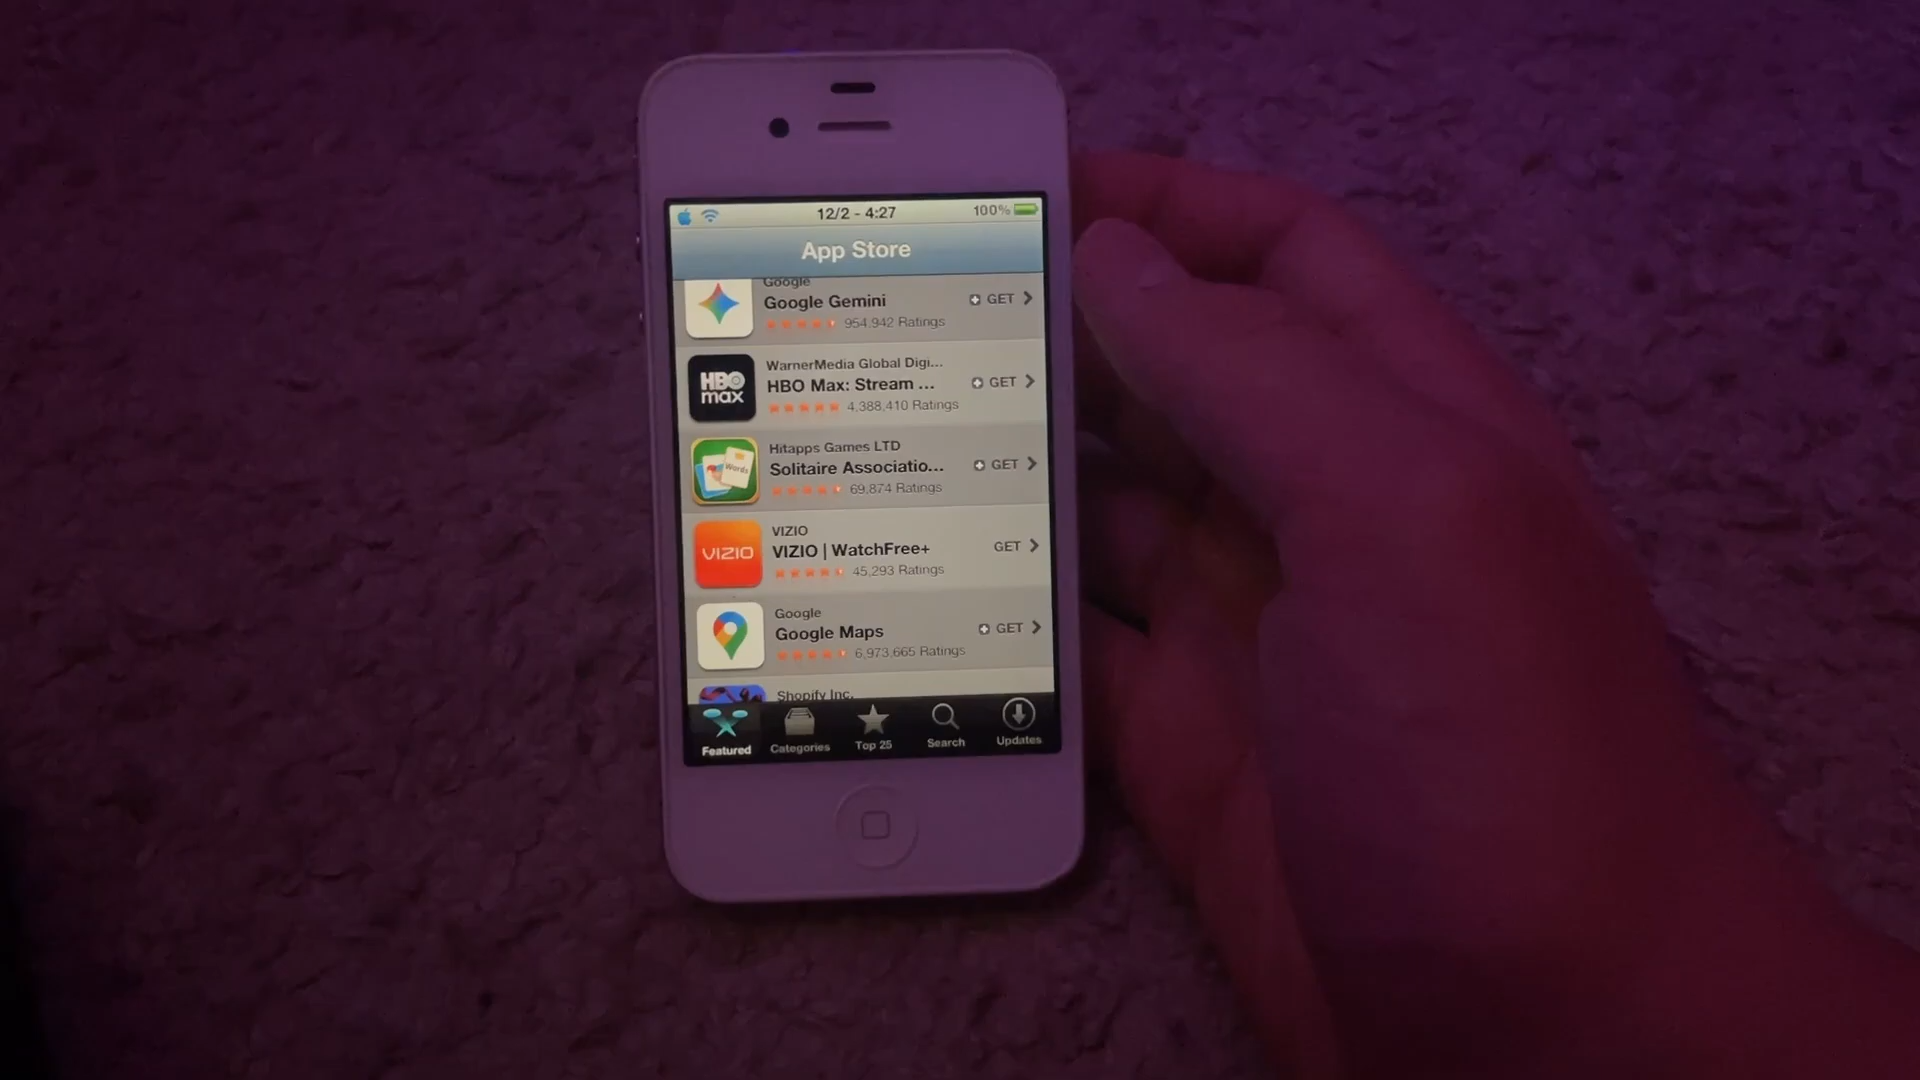 12/2 - 4:27
100%
App Store
Google
Google Gemini
GET
954,942 Ratings
WarnerMedia Global Digi...
HBO max
HBO Max: Stream ...
GET
4,388,410 Ratings
Hitapps Games LTD
Words
Solitaire Associatio...
GET
69,874 Ratings
VIZIO
VIZIO
VIZIO | WatchFree+
GET
45,293 Ratings
Google
Google Maps
GET
6,973,665 Ratings
Shopify Inc.
Featured
Categories
Top 25
Search
Updates